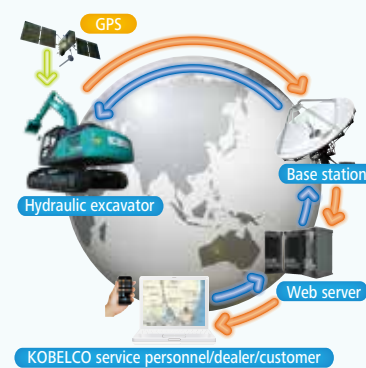 GPS
Base station
Hydraulic excavator
Web server
KOBELCO service personnel/dealer/customer